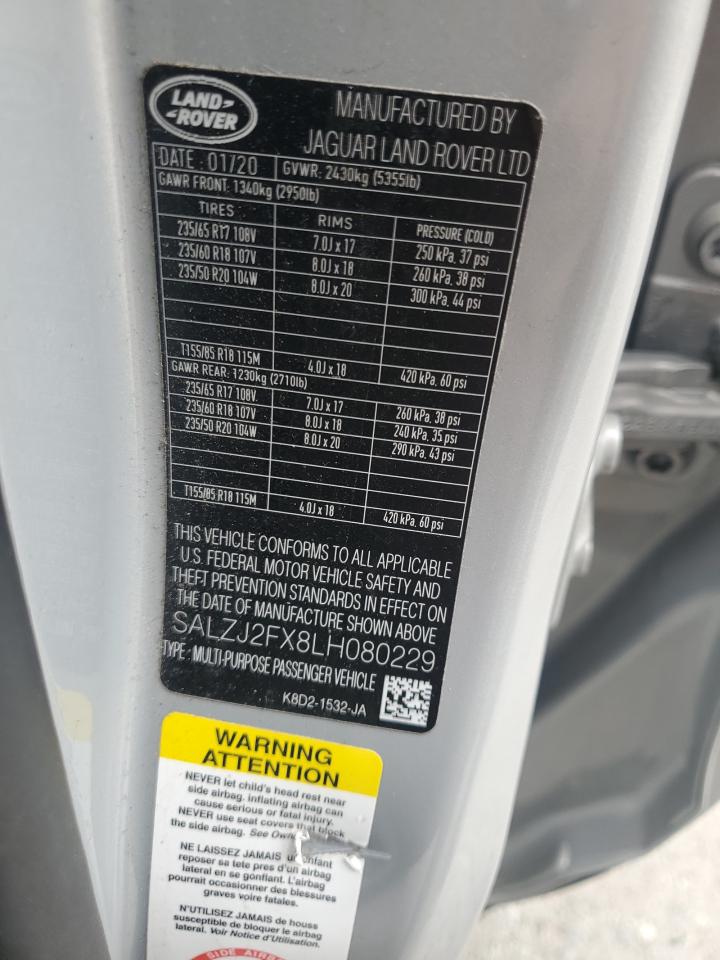 LAND-
-ROVER
MANUFACTURED BY
JAGUAR LAND ROVER LTD
DATE : 01/20 GVWR: 2430kg (5355lb)
GAWR FRONT: 1340kg (2950lb)
TIRES RIMS PRESSURE (COLD)
235/65 R17 108V 7.0J x 17 250 kPa, 37 psi
235/60 R18 107V 8.0J x 18 260 kPa, 38 psi
235/50 R20 104W 8.0J x 20 300 kPa, 44 psi
T155/85 R18 115M 4.0J x 18 420 kPa, 60 psi
GAWR REAR: 1230kg (2710lb)
235/65 R17 108V 7.0J x 17 260 kPa, 38 psi
235/60 R18 107V 8.0J x 18 240 kPa, 35 psi
235/50 R20 104W 8.0J x 20 290 kPa, 43 psi
T155/85 R18 115M 4.0J x 18 420 kPa, 60 psi
THIS VEHICLE CONFORMS TO ALL APPLICABLE
U.S. FEDERAL MOTOR VEHICLE SAFETY AND
THEFT PREVENTION STANDARDS IN EFFECT ON
THE DATE OF MANUFACTURE SHOWN ABOVE
SALZJ2FX8LH080229
TYPE : MULTI-PURPOSE PASSENGER VEHICLE
K8D2-1532-JA
WARNING
ATTENTION
NEVER let child's head rest near
side airbag. inflating airbag can
cause serious or fatal injury.
NEVER use seat covers that block
the side airbag. See
NE LAISSEZ JAMAIS un enfant
reposer sa tete pres d'un airbag
lateral en se gonflant. L'airbag
pourrait occasionner des blessures
graves voire fatales.
N'UTILISEZ JAMAIS de houss
susceptible de bloquer le airbag
lateral. Voir Notice d'Utilisation.
SIDE